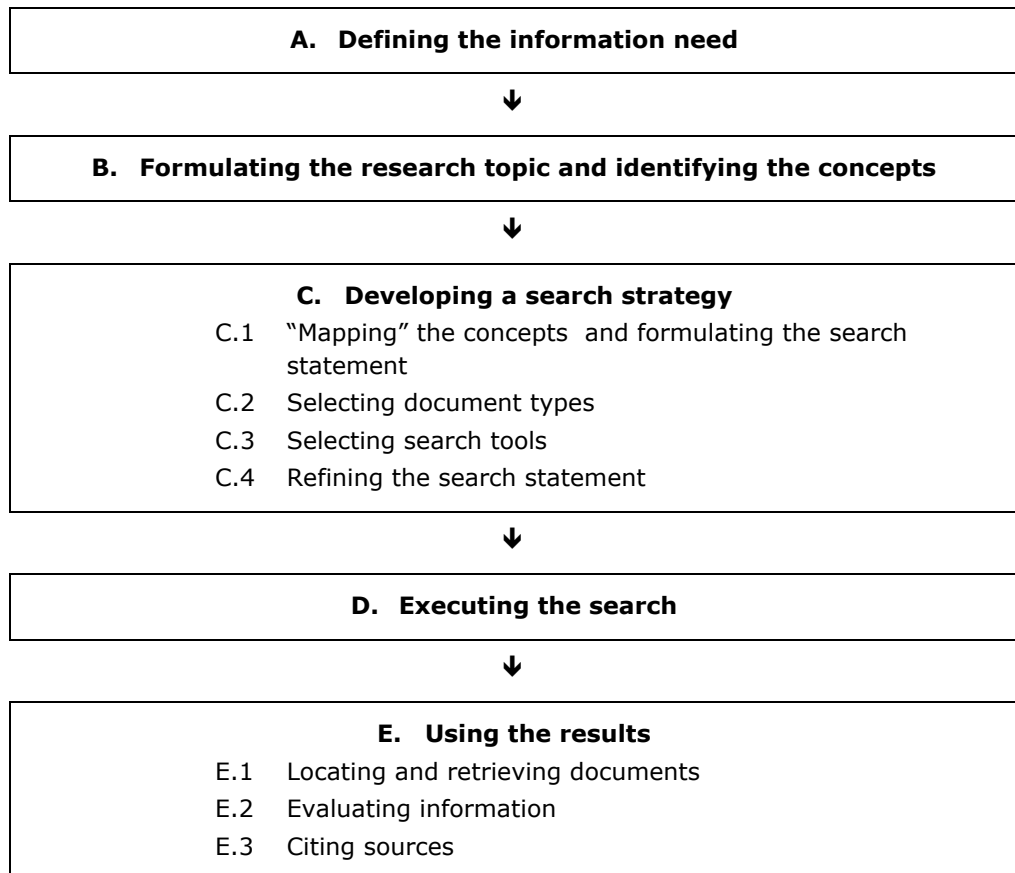 A. Defining the information need
↓
B. Formulating the research topic and identifying the concepts
↓
C. Developing a search strategy
C.1 “Mapping” the concepts and formulating the search
statement
C.2 Selecting document types
C.3 Selecting search tools
C.4 Refining the search statement
↓
D. Executing the search
↓
E. Using the results
E.1 Locating and retrieving documents
E.2 Evaluating information
E.3 Citing sources